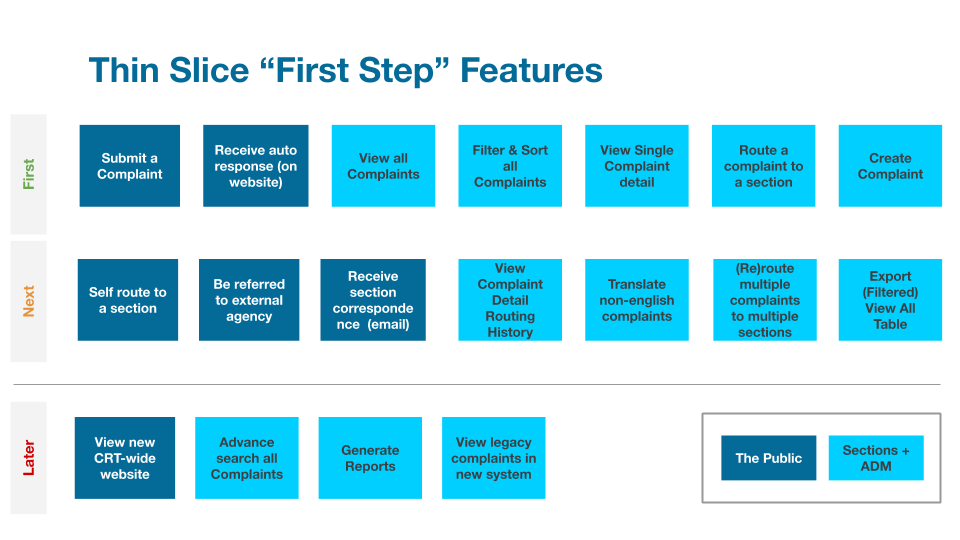 Thin Slice “First Step” Features
First
Submit a
Complaint
Receive auto
response (on
website)
View all
Complaints
Filter & Sort
all
Complaints
View Single
Complaint
detail
Route a
complaint to
a section
Create
Complaint
Next
Self route to
a section
Be referred
to external
agency
Receive
section
corresponde
nce (email)
View
Complaint
Detail
Routing
History
Translate
non-english
complaints
(Re)route
multiple
complaints
to multiple
sections
Export
(Filtered)
View All
Table
Later
View new
CRT-wide
website
Advance
search all
Complaints
Generate
Reports
View legacy
complaints in
new system
The Public
Sections +
ADM